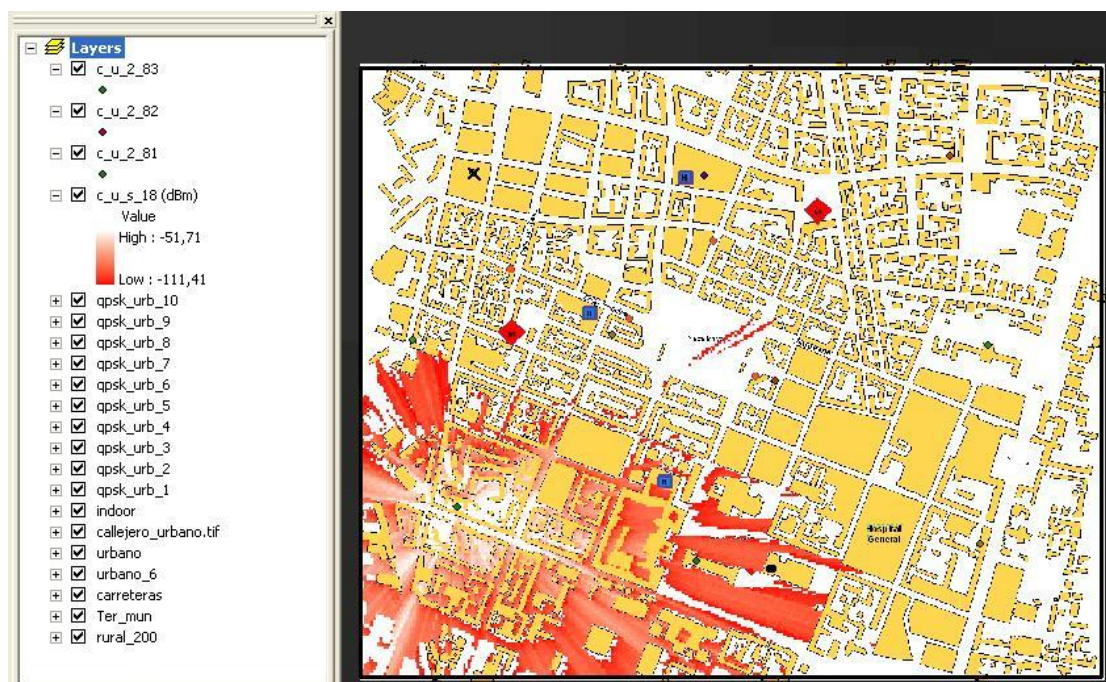 Layers
c_u_2_83
c_u_2_82
c_u_2_81
c_u_s_18 (dBm)
Value
High : -51,71
Low : -111,41
qpsk_urb_10
qpsk_urb_9
qpsk_urb_8
qpsk_urb_7
qpsk_urb_6
qpsk_urb_5
qpsk_urb_4
qpsk_urb_3
qpsk_urb_2
qpsk_urb_1
indoor
callejero_urbano.tif
urbano
urbano_6
carreteras
Ter_mun
rural_200
H
H
H
Hospital
General